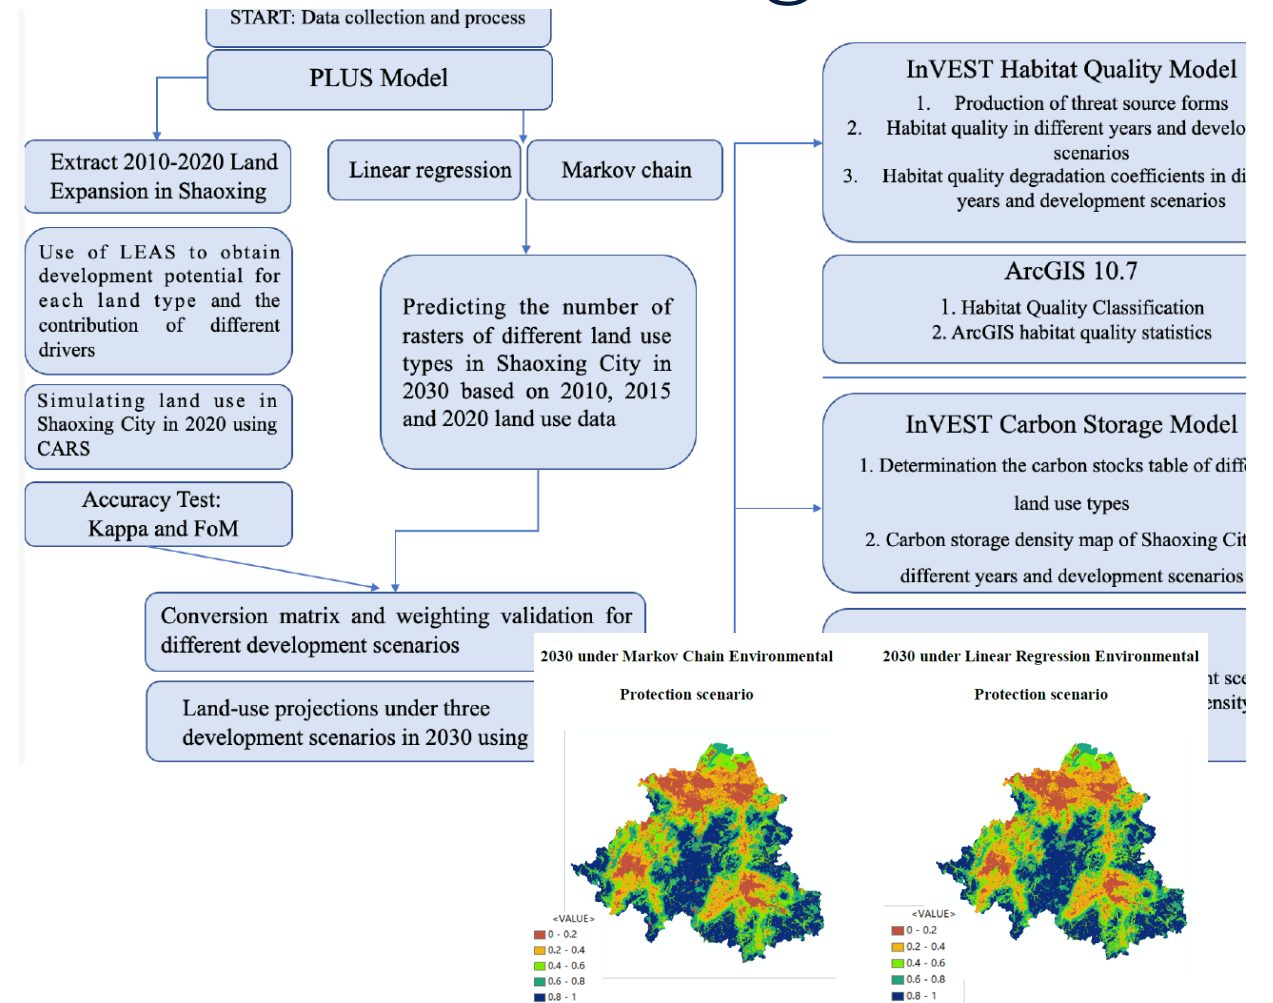 START: Data collection and process
PLUS Model
Extract 2010-2020 Land
Expansion in Shaoxing
Use of LEAS to obtain
development potential for
each land type and the
contribution of different
drivers
Simulating land use in
Shaoxing City in 2020 using
CARS
Accuracy Test:
Kappa and FoM
Linear regression
Markov chain
Predicting the number of
rasters of different land use
types in Shaoxing City in
2030 based on 2010, 2015
and 2020 land use data
Conversion matrix and weighting validation for
different development scenarios
Land-use projections under three
development scenarios in 2030 using
InVEST Habitat Quality Model
1. Production of threat source forms
2. Habitat quality in different years and develo
scenarios
3. Habitat quality degradation coefficients in di
years and development scenarios
ArcGIS 10.7
1. Habitat Quality Classification
2. ArcGIS habitat quality statistics
InVEST Carbon Storage Model
1. Determination the carbon stocks table of diff
land use types
2. Carbon storage density map of Shaoxing Cit
different years and development scenarios
nt sce
ensity
2030 under Markov Chain Environmental
Protection scenario
<VALUE>
0 - 0.2
0.2 - 0.4
0.4 - 0.6
0.6 - 0.8
0.8 - 1
2030 under Linear Regression Environmental
Protection scenario
<VALUE>
0 - 0.2
0.2 - 0.4
0.4 - 0.6
0.6 - 0.8
0.8 - 1